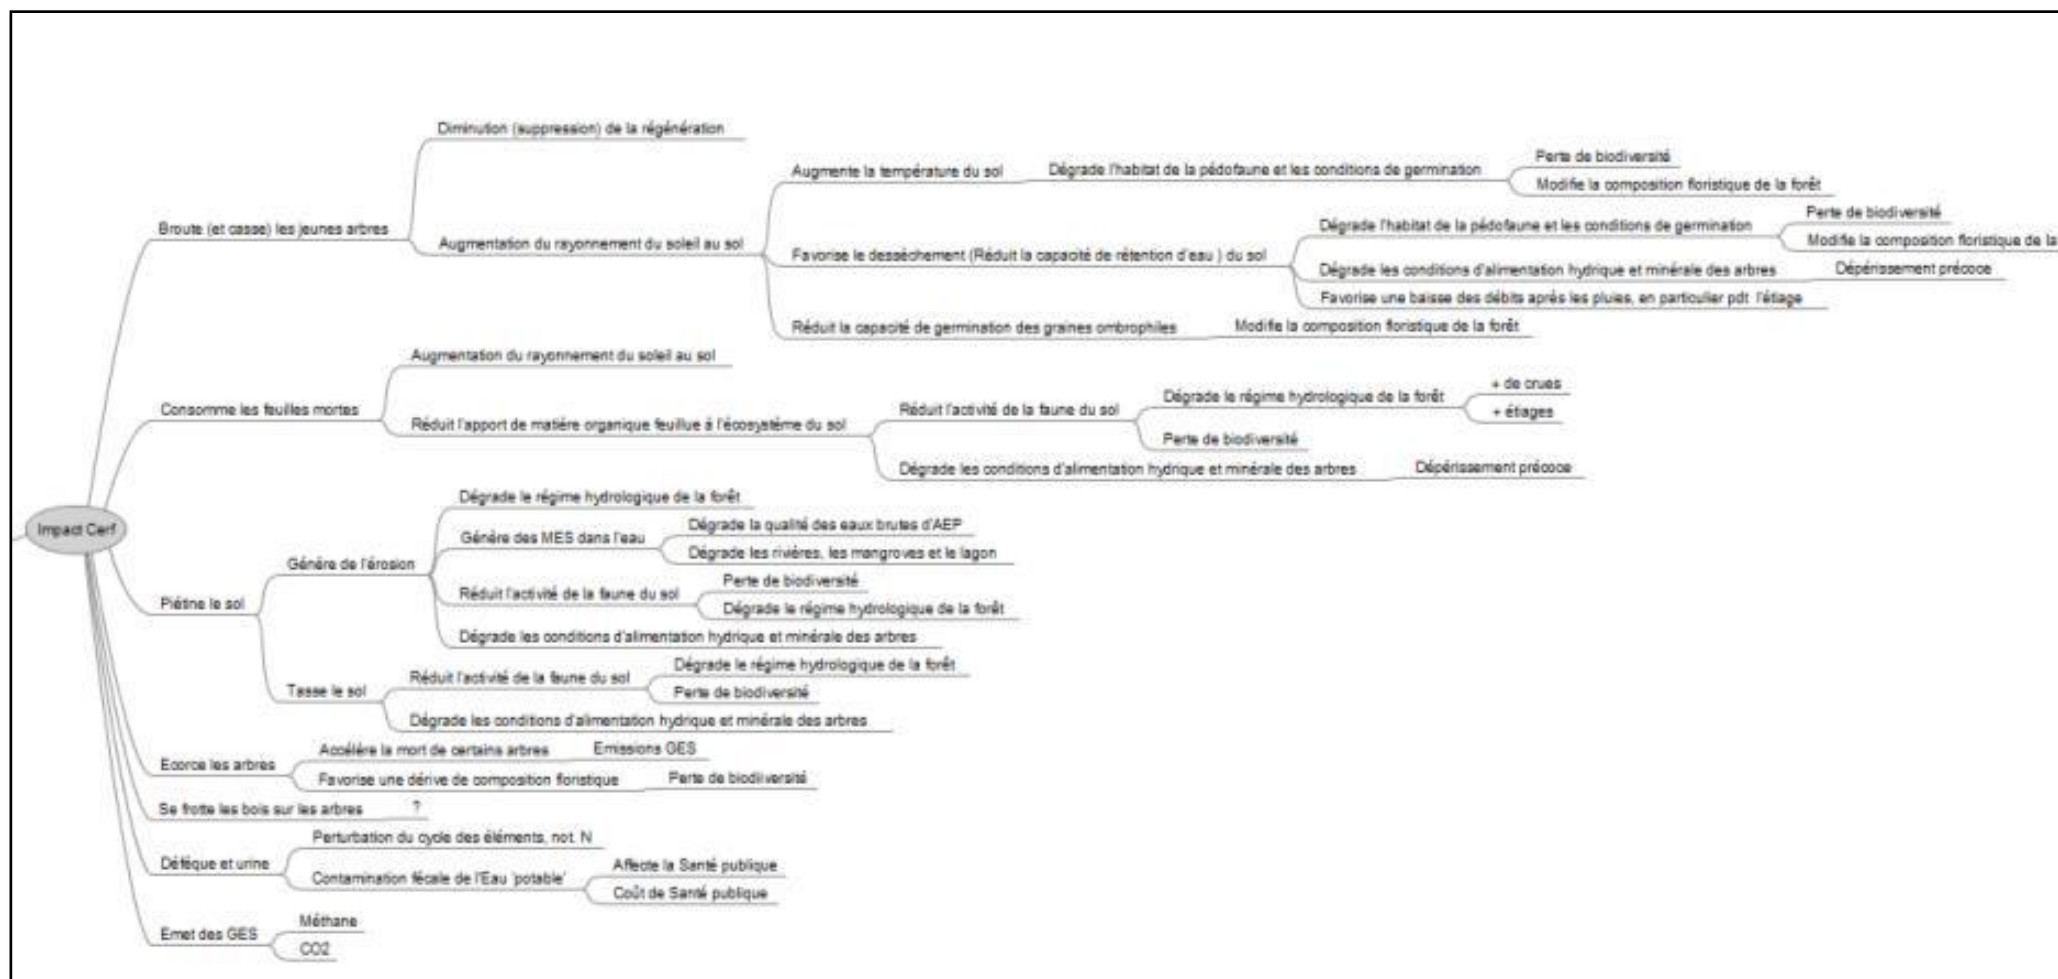 Impact Cerf
Broute (et casse) les jeunes arbres
Diminution (suppression) de la régénération
Augmentation du rayonnement du soleil au sol
Augmente la température du sol
Dégrade l'habitat de la pédofaune et les conditions de germination
Perte de biodiversité
Modifie la composition floristique de la forêt
Favorise le dessèchement (Réduit la capacité de rétention d'eau ) du sol
Dégrade l'habitat de la pédofaune et les conditions de germination
Perte de biodiversité
Modifie la composition floristique de la
Dégrade les conditions d'alimentation hydrique et minérale des arbres
Dépérissement précoce
Favorise une baisse des débits après les pluies, en particulier pdt l'étiage
Réduit la capacité de germination des graines ombrophiles
Modifie la composition floristique de la forêt
Consomme les feuilles mortes
Augmentation du rayonnement du soleil au sol
Réduit l'apport de matière organique feuillue à l'écosystème du sol
Réduit l'activité de la faune du sol
Dégrade le régime hydrologique de la forêt
+ de crues
+ étiages
Perte de biodiversité
Dégrade les conditions d'alimentation hydrique et minérale des arbres
Dépérissement précoce
Piétine le sol
Génère de l'érosion
Dégrade le régime hydrologique de la forêt
Génère des MES dans l'eau
Dégrade la qualité des eaux brutes d'AEP
Dégrade les rivières, les mangroves et le lagon
Réduit l'activité de la faune du sol
Perte de biodiversité
Dégrade le régime hydrologique de la forêt
Dégrade les conditions d'alimentation hydrique et minérale des arbres
Tasse le sol
Réduit l'activité de la faune du sol
Dégrade le régime hydrologique de la forêt
Perte de biodiversité
Dégrade les conditions d'alimentation hydrique et minérale des arbres
Ecorce les arbres
Accélère la mort de certains arbres
Emissions GES
Favorise une dérive de composition floristique
Perte de biodiiversité
Se frotte les bois sur les arbres
?
Défèque et urine
Perturbation du cycle des éléments, not. N
Contamination fécale de l'Eau 'potable'
Affecte la Santé publique
Coût de Santé publique
Emet des GES
Méthane
CO2